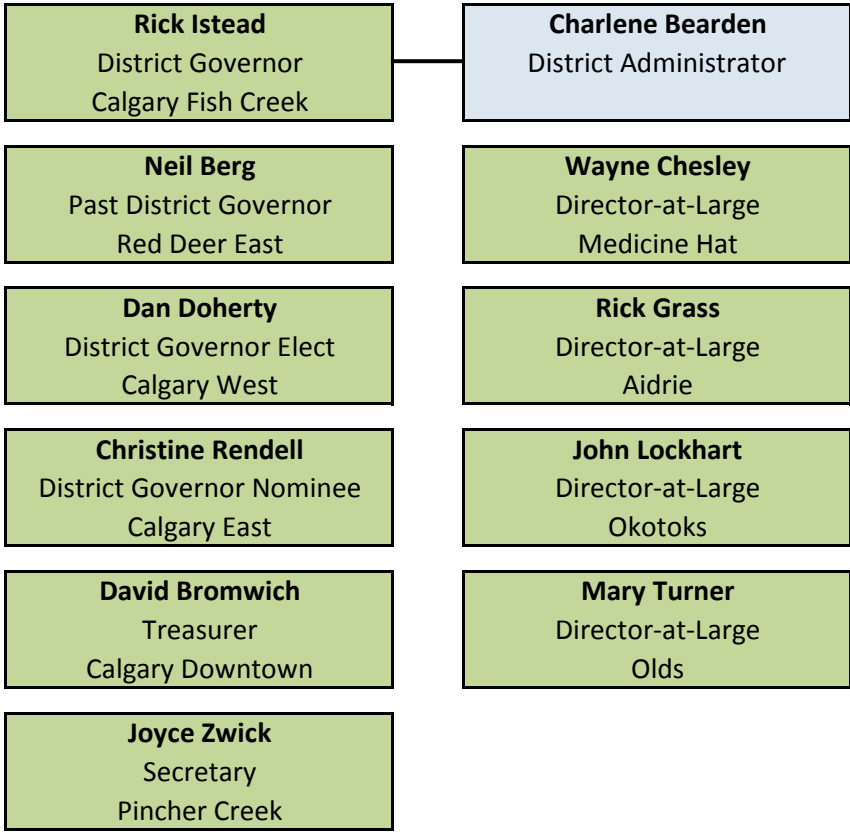 Rick Istead
District Governor
Calgary Fish Creek
Charlene Bearden
District Administrator
Neil Berg
Past District Governor
Red Deer East
Wayne Chesley
Director-at-Large
Medicine Hat
Dan Doherty
District Governor Elect
Calgary West
Rick Grass
Director-at-Large
Aidrie
Christine Rendell
District Governor Nominee
Calgary East
John Lockhart
Director-at-Large
Okotoks
David Bromwich
Treasurer
Calgary Downtown
Mary Turner
Director-at-Large
Olds
Joyce Zwick
Secretary
Pincher Creek